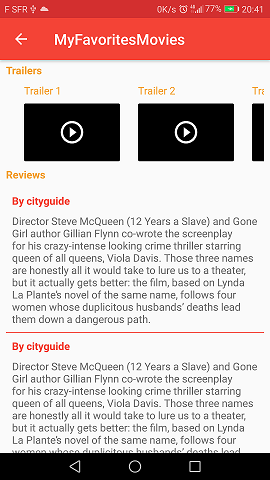 F SFR 0K/s 4G 77% 20:41
MyFavoritesMovies
Trailers
Trailer 1 Trailer 2 Tra
Reviews
By cityguide
Director Steve McQueen (12 Years a Slave) and Gone
Girl author Gillian Flynn co-wrote the screenplay
for his crazy-intense looking crime thriller starring
queen of all queens, Viola Davis. Those three names
are honestly all it would take to lure us to a theater,
but it actually gets better: the film, based on Lynda
La Plante's novel of the same name, follows four
women whose duplicitous husbands' deaths lead
them down a dangerous path.
By cityguide
Director Steve McQueen (12 Years a Slave) and Gone
Girl author Gillian Flynn co-wrote the screenplay
for his crazy-intense looking crime thriller starring
queen of all queens, Viola Davis. Those three names
are honestly all it would take to lure us to a theater,
but it actually gets better: the film, based on Lynda
La Plante's novel of the same name, follows four
women whose duplicitous husbands' deaths lead